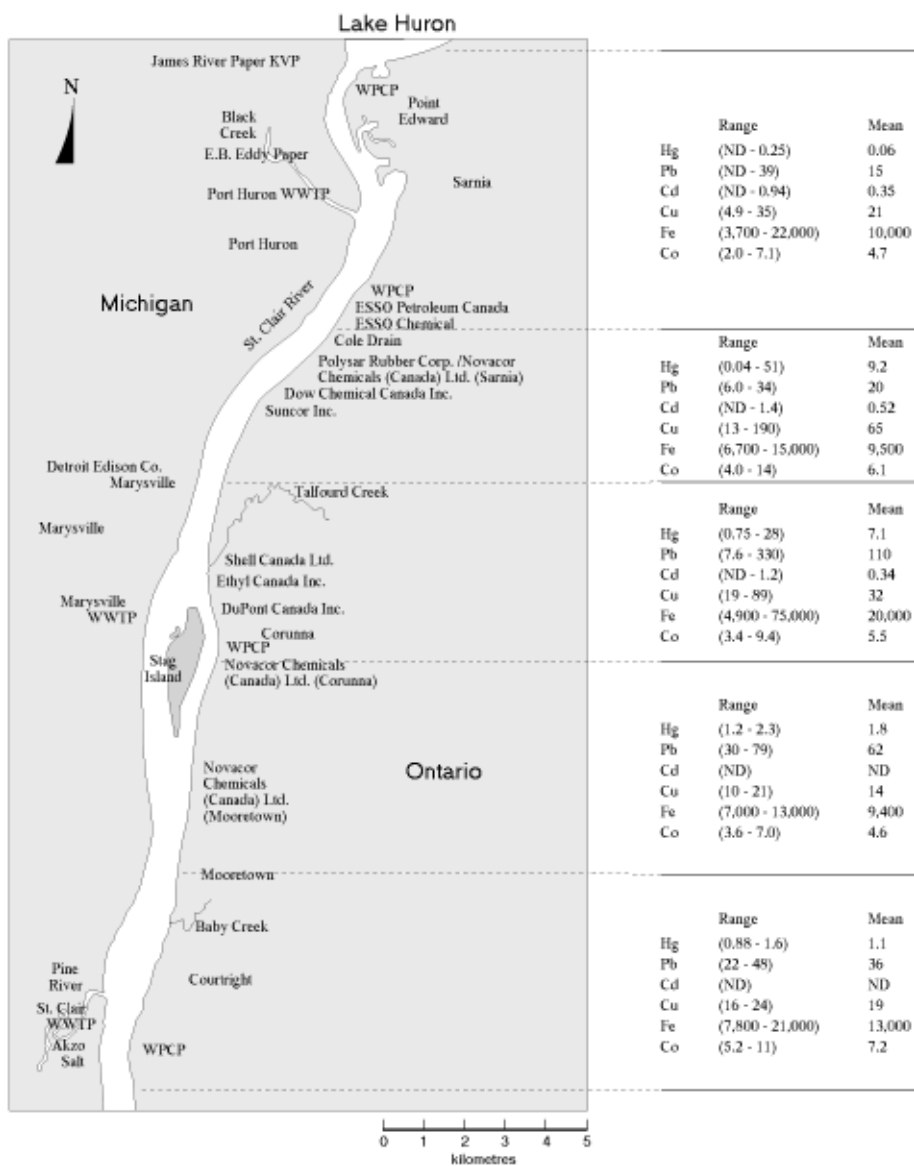 Lake Huron
James River Paper KVP
N
WPCP
Point
Edward
Black
Creek
E.B. Eddy Paper
Sarnia
Port Huron WWTP
Port Huron
Michigan
St. Clair River
WPCP
ESSO Petroleum Canada
ESSO Chemical
Cole Drain
Polysar Rubber Corp. /Novacor
Chemicals (Canada) Ltd. (Sarnia)
Dow Chemical Canada Inc.
Suncor Inc.
Detroit Edison Co.
Marysville
Talfourd Creek
Marysville
Shell Canada Ltd.
Ethyl Canada Inc.
Marysville
WWTP
DuPont Canada Inc.
Corunna
WPCP
Stag
Island
Novacor Chemicals
(Canada) Ltd. (Corunna)
Novacor
Chemicals
(Canada) Ltd.
(Mooretown)
Ontario
Mooretown
Baby Creek
Pine
River
Courtright
St. Clair
WWTP
Akzo
Salt
WPCP
0 1 2 3 4 5
kilometres
Range Mean
Hg (ND - 0.25) 0.06
Pb (ND - 39) 15
Cd (ND - 0.94) 0.35
Cu (4.9 - 35) 21
Fe (3,700 - 22,000) 10,000
Co (2.0 - 7.1) 4.7
Range Mean
Hg (0.04 - 51) 9.2
Pb (6.0 - 34) 20
Cd (ND - 1.4) 0.52
Cu (13 - 190) 65
Fe (6,700 - 15,000) 9,500
Co (4.0 - 14) 6.1
Range Mean
Hg (0.75 - 28) 7.1
Pb (7.6 - 330) 110
Cd (ND - 1.2) 0.34
Cu (19 - 89) 32
Fe (4,900 - 75,000) 20,000
Co (3.4 - 9.4) 5.5
Range Mean
Hg (1.2 - 2.3) 1.8
Pb (30 - 79) 62
Cd (ND) ND
Cu (10 - 21) 14
Fe (7,000 - 13,000) 9,400
Co (3.6 - 7.0) 4.6
Range Mean
Hg (0.88 - 1.6) 1.1
Pb (22 - 48) 36
Cd (ND) ND
Cu (16 - 24) 19
Fe (7,800 - 21,000) 13,000
Co (5.2 - 11) 7.2